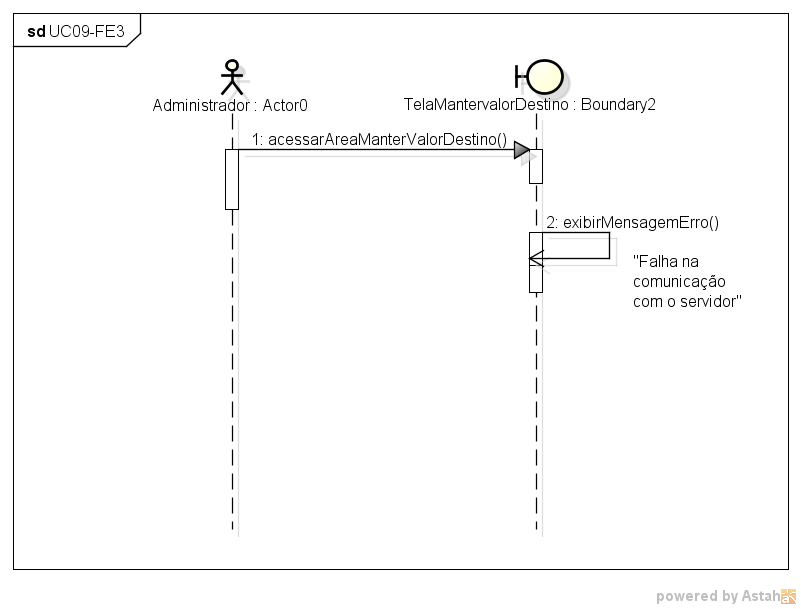 sd UC09-FE3
Administrador : Actor0
TelaMantervalorDestino : Boundary2
1: acessarAreaManterValorDestino()
2: exibirMensagemErro()
"Falha na
comunicação
com o servidor"
powered by Astah